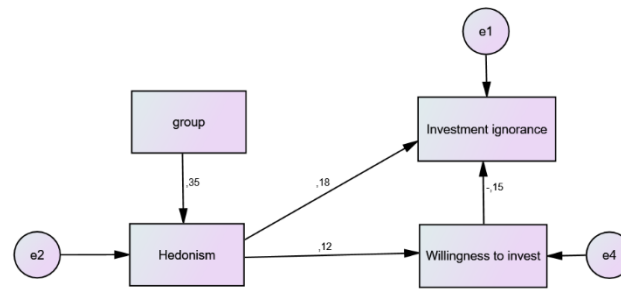 e1
group
Investment ignorance
,35
,18
-,15
e2
Hedonism
,12
Willingness to invest
e4